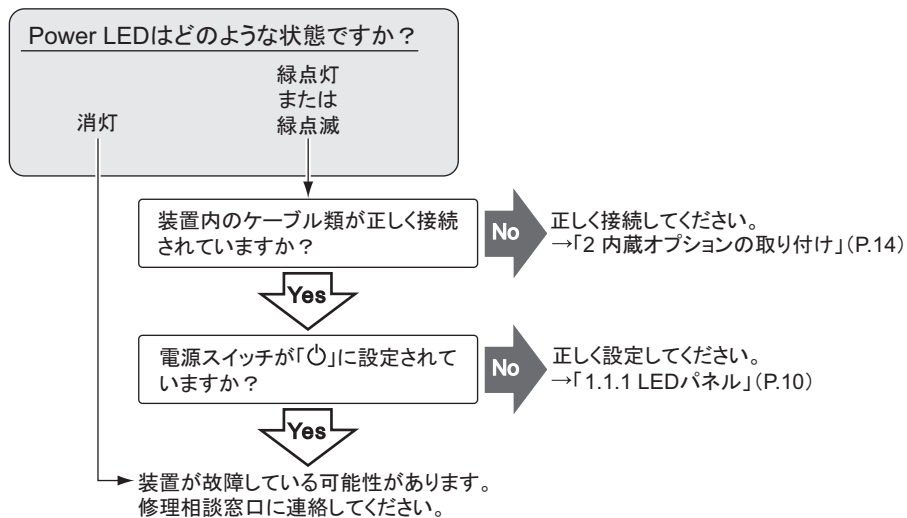 Power LEDはどのような状態ですか？
消灯
緑点灯
または
緑点滅
装置内のケーブル類が正しく接続
されていますか？
No
正しく接続してください。
→「2 内蔵オプションの取り付け」（P.14）
Yes
電源スイッチが「⏻」に設定されて
いますか？
No
正しく設定してください。
→「1.1.1 LEDパネル」（P.10）
Yes
装置が故障している可能性があります。
修理相談窓口に連絡してください。